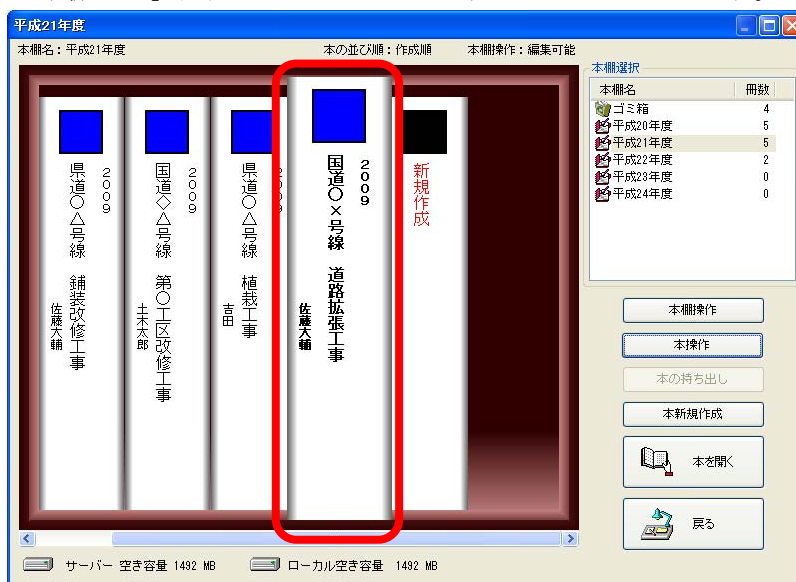 平成21年度
本棚名：平成21年度
本の並び順：作成順
本棚操作：編集可能
2009
県道○△号線 舗装改修工事
佐藤大輔
2009
国道◇△号線 第○工区改修工事
土木太郎
2009
県道○△号線 植栽工事
吉田
2009
国道○×号線 道路拡張工事
佐藤大輔
新規作成
本棚選択
本棚名 冊数
ゴミ箱 4
平成20年度 5
平成21年度 5
平成22年度 2
平成23年度 0
平成24年度 0
本棚操作
本操作
本の持ち出し
本新規作成
本を開く
戻る
サーバー 空き容量 1492 MB
ローカル空き容量 1492 MB